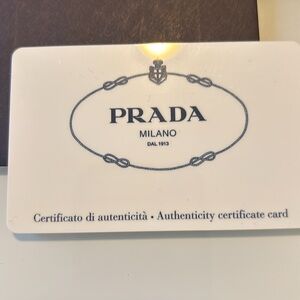 PRADA
MILANO
DAL 1913
Certificato di autenticità • Authenticity certificate card